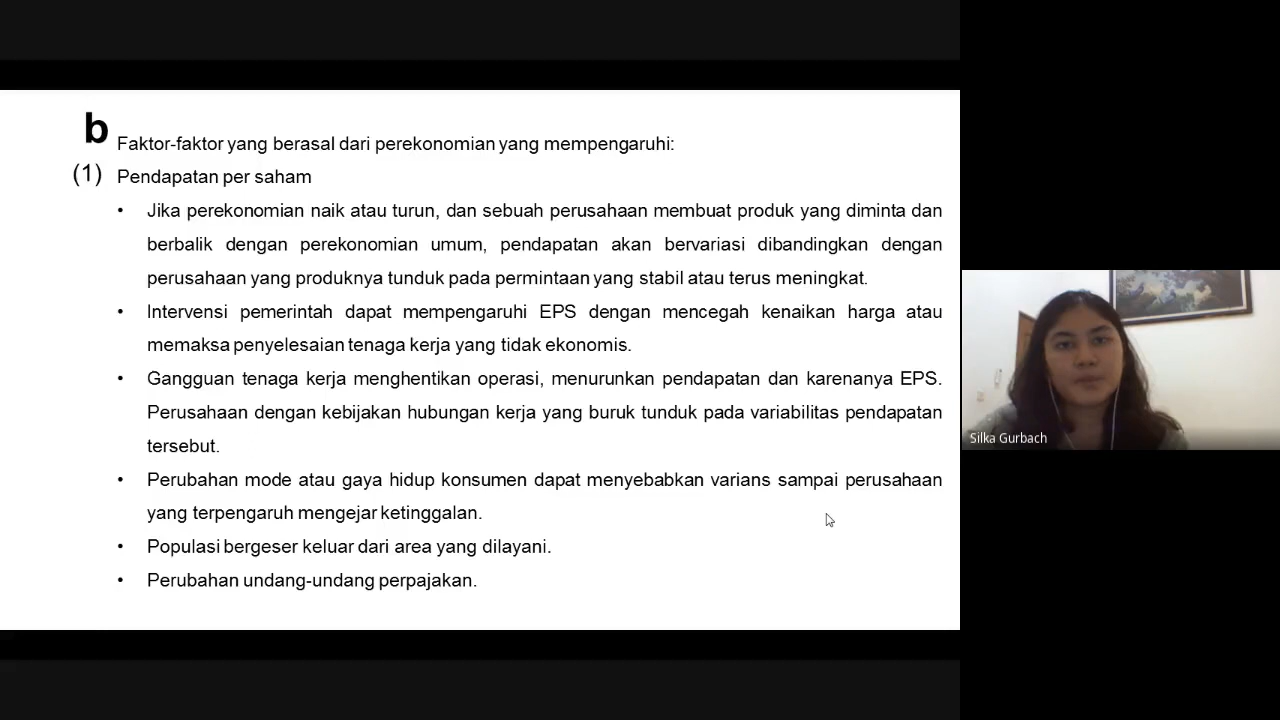 b
Faktor-faktor yang berasal dari perekonomian yang mempengaruhi:
(1) Pendapatan per saham
• Jika perekonomian naik atau turun, dan sebuah perusahaan membuat produk yang diminta dan
berbalik dengan perekonomian umum, pendapatan akan bervariasi dibandingkan dengan
perusahaan yang produknya tunduk pada permintaan yang stabil atau terus meningkat.
• Intervensi pemerintah dapat mempengaruhi EPS dengan mencegah kenaikan harga atau
memaksa penyelesaian tenaga kerja yang tidak ekonomis.
• Gangguan tenaga kerja menghentikan operasi, menurunkan pendapatan dan karenanya EPS.
Perusahaan dengan kebijakan hubungan kerja yang buruk tunduk pada variabilitas pendapatan
tersebut.
• Perubahan mode atau gaya hidup konsumen dapat menyebabkan varians sampai perusahaan
yang terpengaruh mengejar ketinggalan.
• Populasi bergeser keluar dari area yang dilayani.
• Perubahan undang-undang perpajakan.
Silka Gurbach